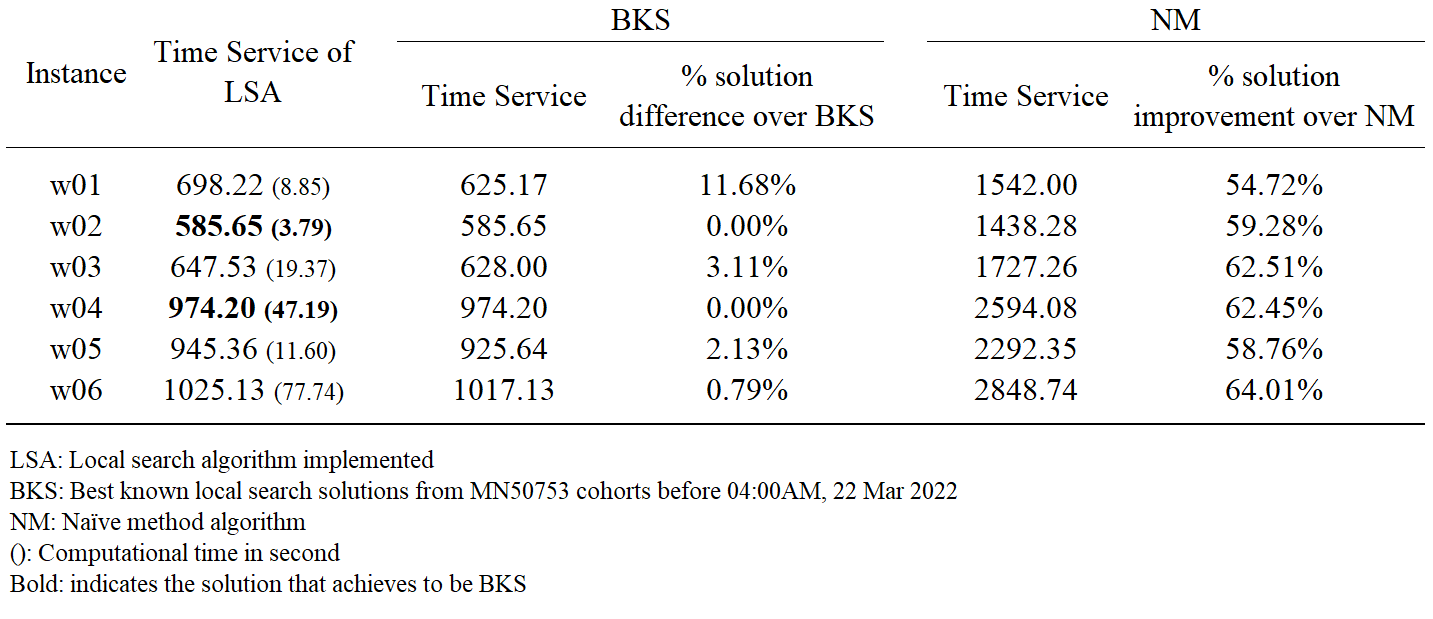 BKS NM
Instance Time Service of LSA Time Service % solution difference over BKS Time Service % solution improvement over NM
w01 698.22 (8.85) 625.17 11.68% 1542.00 54.72%
w02 585.65 (3.79) 585.65 0.00% 1438.28 59.28%
w03 647.53 (19.37) 628.00 3.11% 1727.26 62.51%
w04 974.20 (47.19) 974.20 0.00% 2594.08 62.45%
w05 945.36 (11.60) 925.64 2.13% 2292.35 58.76%
w06 1025.13 (77.74) 1017.13 0.79% 2848.74 64.01%
LSA: Local search algorithm implemented
BKS: Best known local search solutions from MN50753 cohorts before 04:00AM, 22 Mar 2022
NM: Naïve method algorithm
(): Computational time in second
Bold: indicates the solution that achieves to be BKS